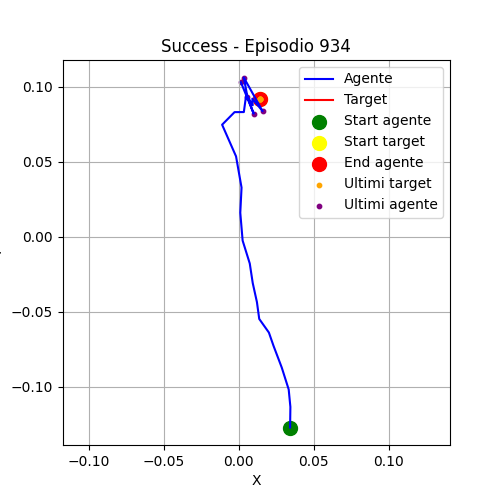 Success - Episodio 934
Agente
Target
Start agente
Start target
End agente
Ultimi target
Ultimi agente
0.10
0.05
0.00
−0.05
−0.10
−0.10
−0.05
0.00
0.05
0.10
X